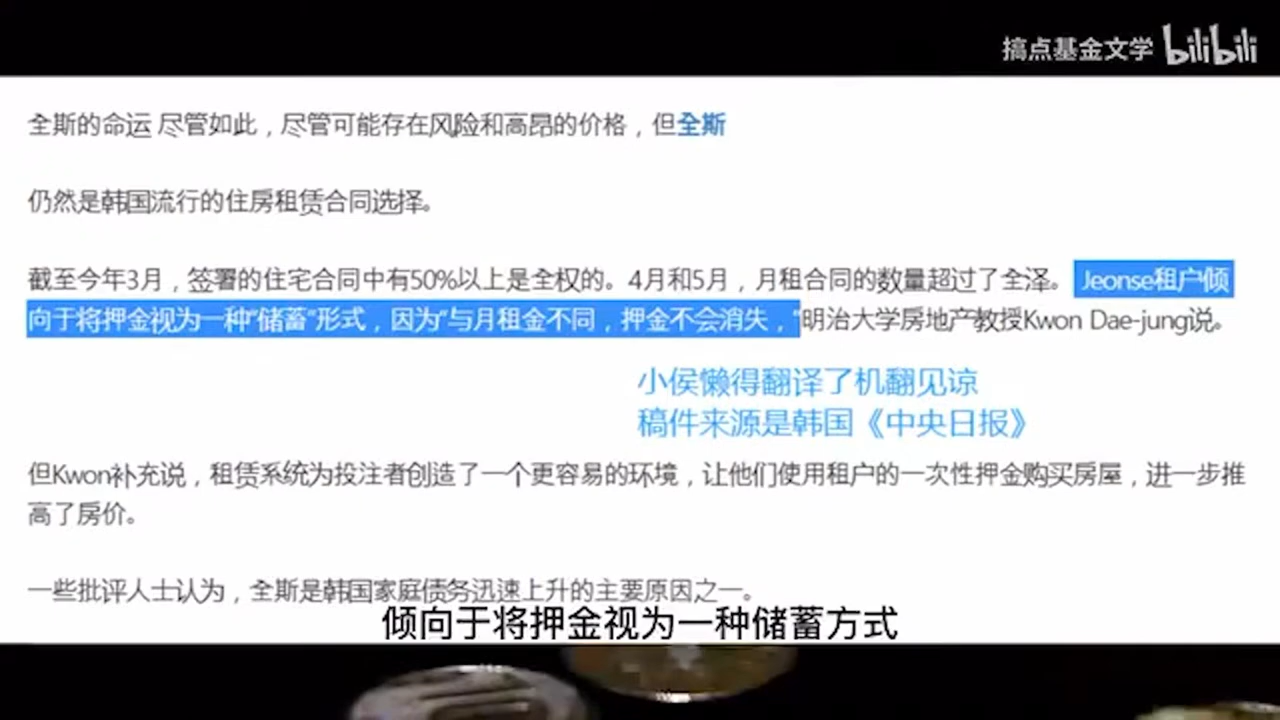 搞点基金文学 bilibili
全斯的命运 尽管如此，尽管可能存在风险和高昂的价格，但全斯
仍然是韩国流行的住房租赁合同选择。
截至今年3月，签署的住宅合同中有50%以上是全权的。4月和5月，月租合同的数量超过了全泽。Jeonse租户倾
向于将押金视为一种"储蓄"形式，因为"与月租金不同，押金不会消失，"明治大学房地产教授Kwon Dae-jung说。
小侯懒得翻译了机翻见谅
稿件来源是韩国《中央日报》
但Kwon补充说，租赁系统为投注者创造了一个更容易的环境，让他们使用租户的一次性押金购买房屋，进一步推
高了房价。
一些批评人士认为，全斯是韩国家庭债务迅速上升的主要原因之一。
倾向于将押金视为一种储蓄方式